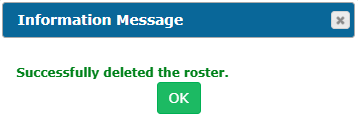 Information Message
Successfully deleted the roster.
OK